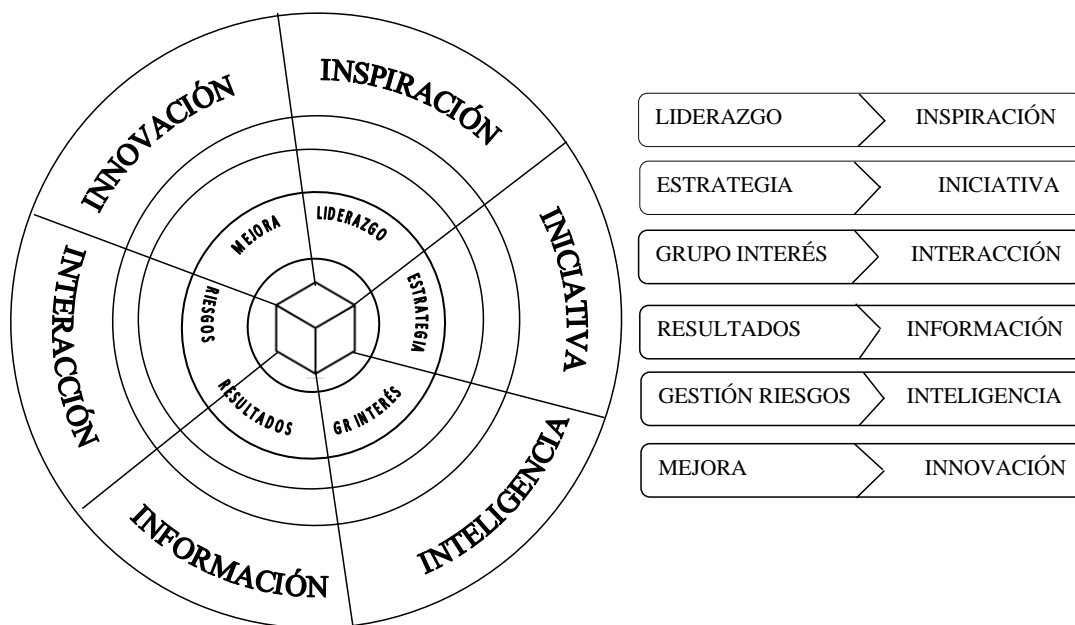 INSPIRACIÓN
INICIATIVA
INTELIGENCIA
INFORMACIÓN
INTERACCIÓN
INNOVACIÓN
LIDERAZGO
ESTRATEGIA
GR INTERÉS
RESULTADOS
RIESGOS
MEJORA
LIDERAZGO INSPIRACIÓN
ESTRATEGIA INICIATIVA
GRUPO INTERÉS INTERACCIÓN
RESULTADOS INFORMACIÓN
GESTIÓN RIESGOS INTELIGENCIA
MEJORA INNOVACIÓN